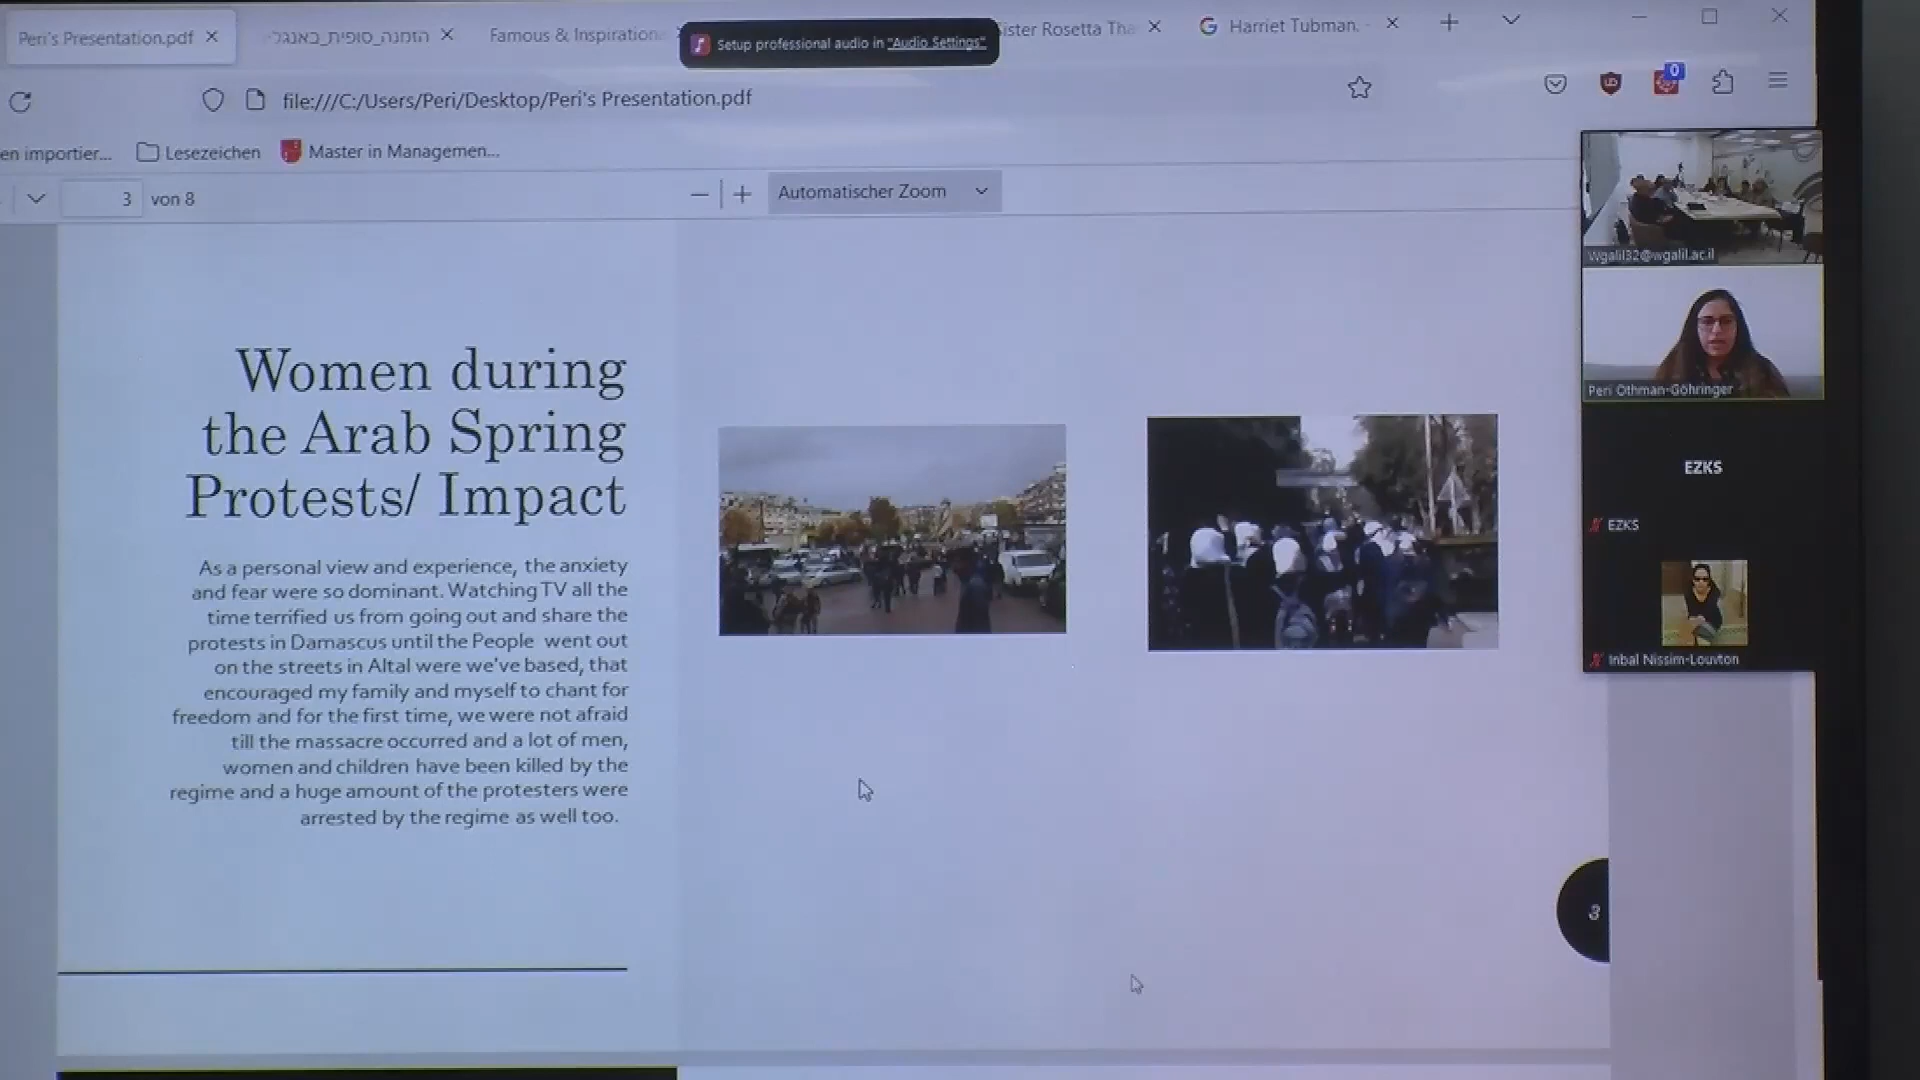 Peri's Presentation.pdf
הזמנה_סופית_באנגלי
Famous & Inspirationa
Setup professional audio in "Audio Settings"
ister Rosetta Tha
Harriet Tubman. -
file:///C:/Users/Peri/Desktop/Peri's Presentation.pdf
0
en importier...
Lesezeichen
Master in Managemen...
3 von 8
Automatischer Zoom
Women during
the Arab Spring
Protests/ Impact
As a personal view and experience, the anxiety
and fear were so dominant. Watching TV all the
time terrified us from going out and share the
protests in Damascus until the People went out
on the streets in Altal were we've based, that
encouraged my family and myself to chant for
freedom and for the first time, we were not afraid
till the massacre occurred and a lot of men,
women and children have been killed by the
regime and a huge amount of the protesters were
arrested by the regime as well too.
3
Wgalil32@wgalil.ac.il
Peri Othman-Göhringer
EZKS
EZKS
Inbal Nissim-Louvton